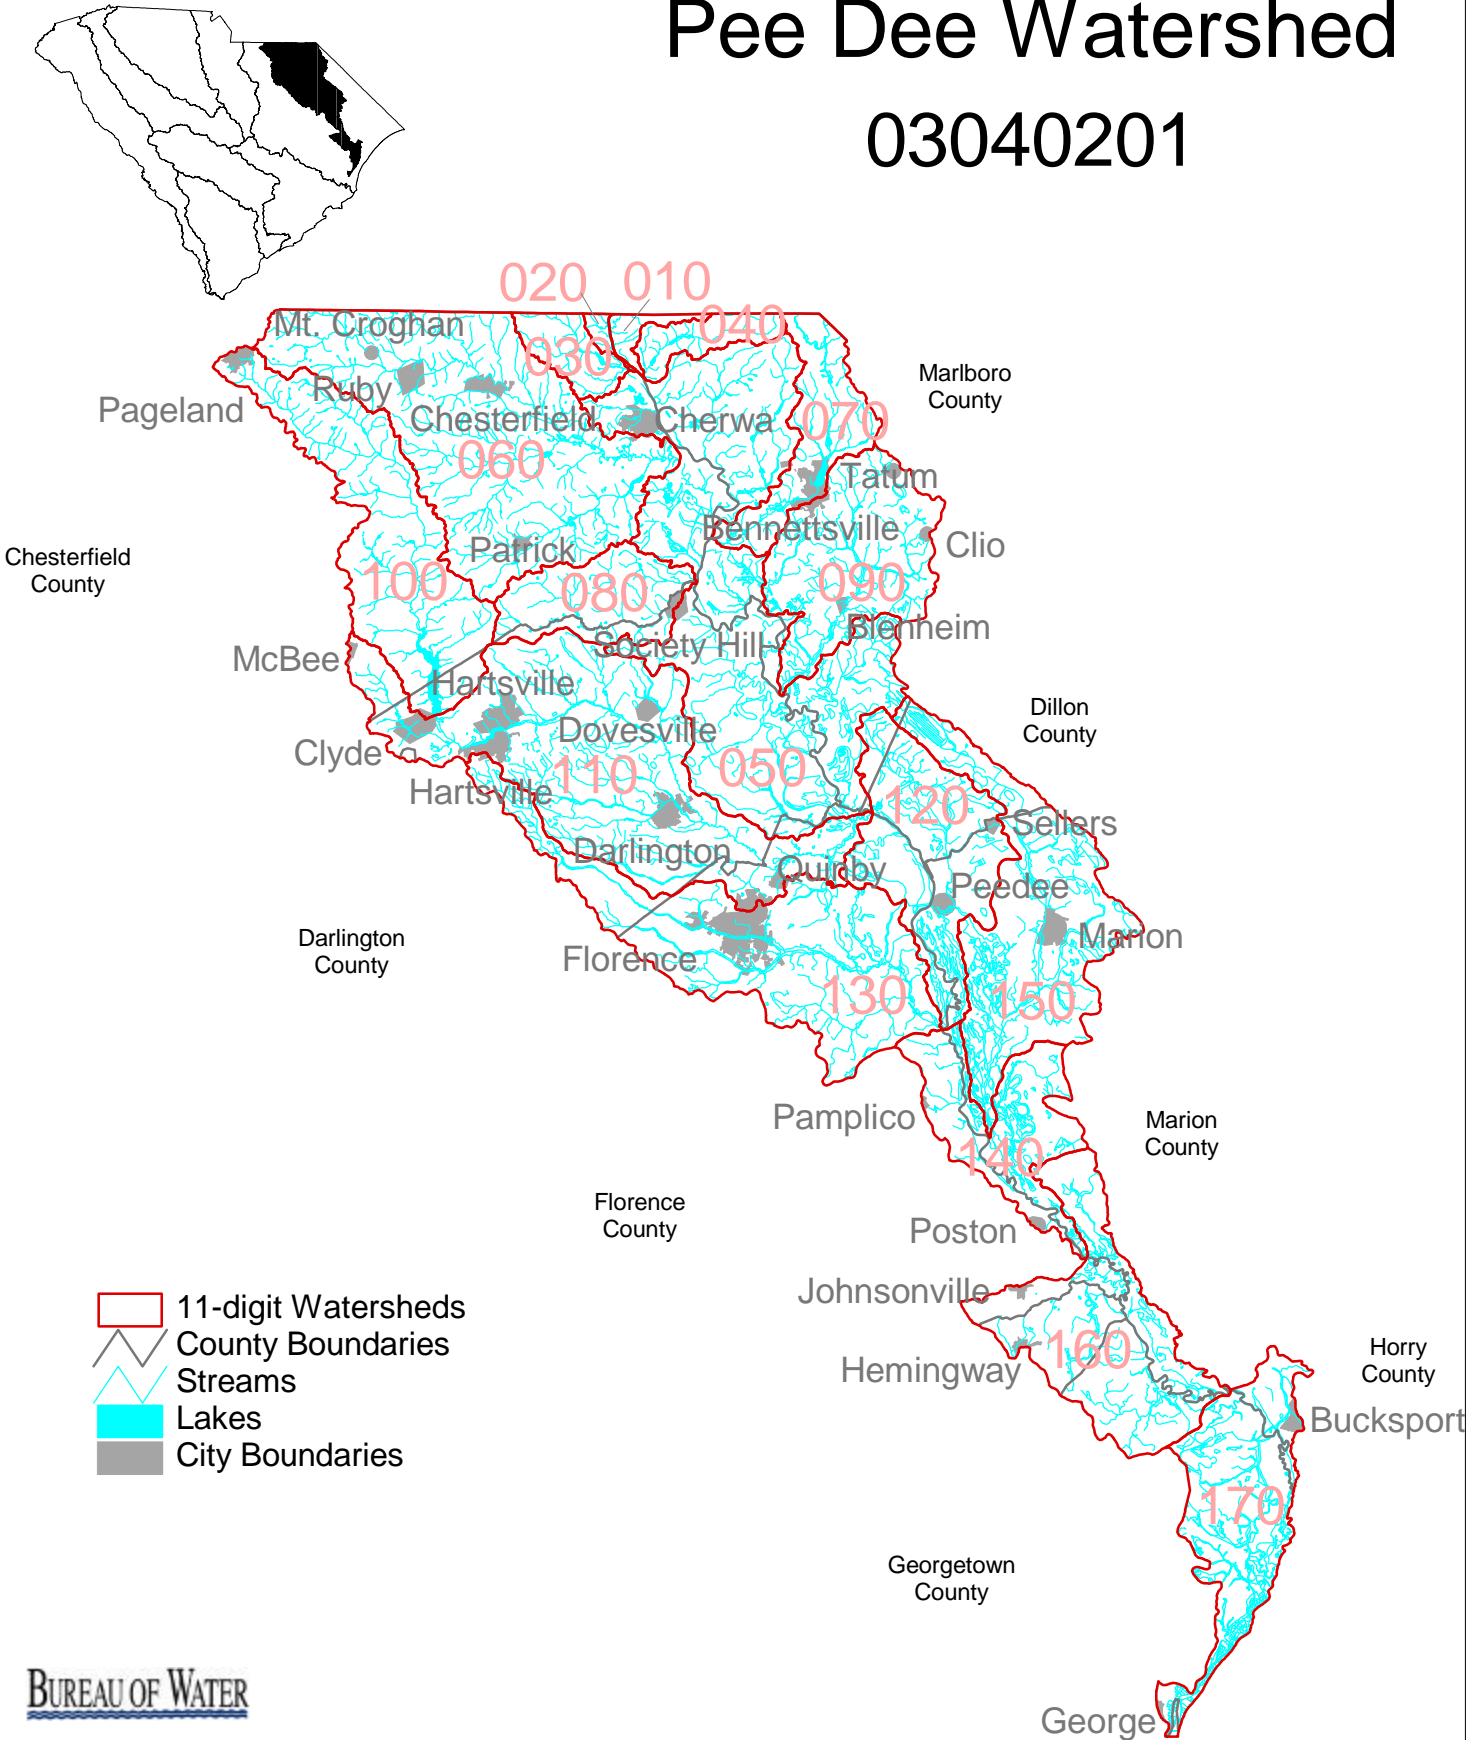 Pee Dee Watershed
03040201
020
010
040
Mt. Croghan
030
Ruby
Pageland
Chesterfield
Cherwa
Marlboro
County
070
060
Tatum
Bennettsville
Clio
Patrick
Chesterfield
County
100
080
090
Blenheim
Society Hill
McBee
Hartsville
Dillon
County
Dovesville
Clyde
110
050
Hartsville
120
Sellers
Darlington
Quinby
Peedee
Marion
Darlington
County
Florence
130
150
Pamplico
Marion
County
140
Florence
County
Poston
Johnsonville
160
Hemingway
Horry
County
Bucksport
170
11-digit Watersheds
County Boundaries
Streams
Lakes
City Boundaries
Georgetown
County
BUREAU OF WATER
George